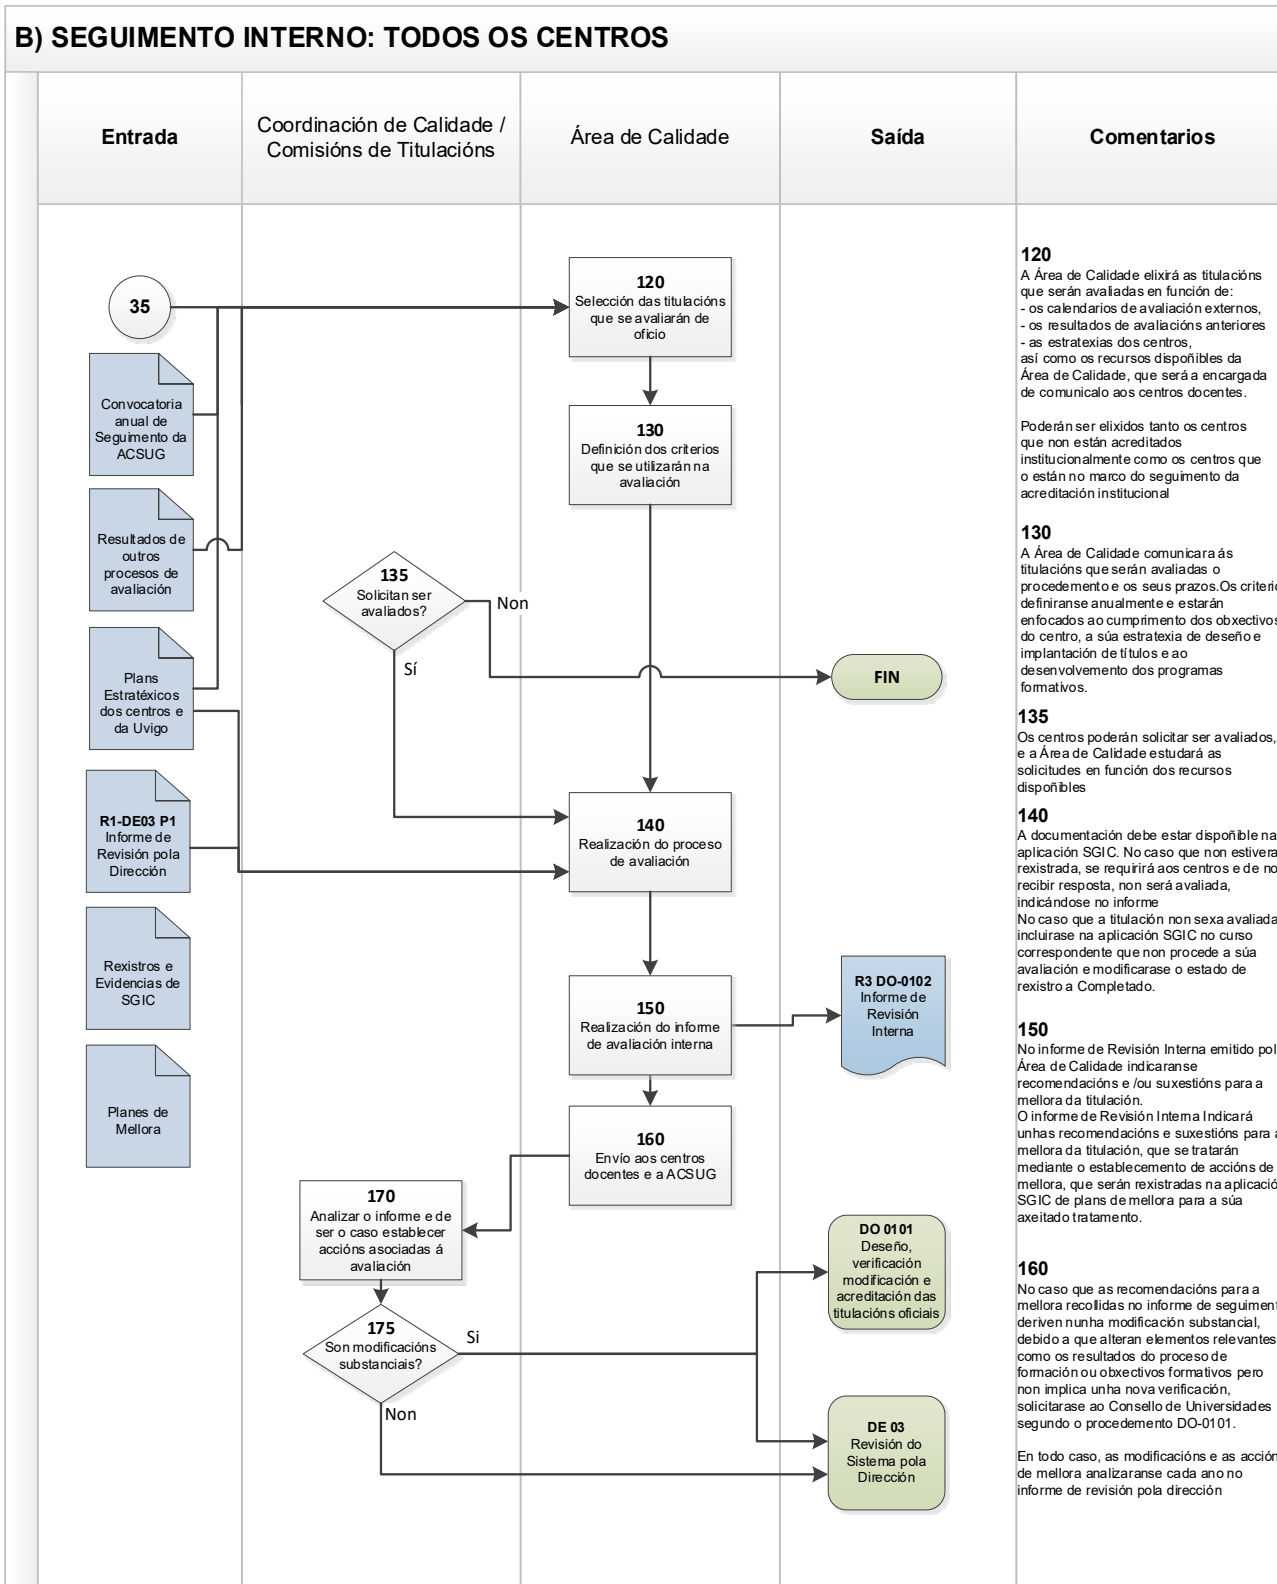 B) SEGUIMENTO INTERNO: TODOS OS CENTROS
Entrada
Coordinación de Calidade /
Comisións de Titulacións
Área de Calidade
Saída
Comentarios
35
Convocatoria
anual de
Seguimento da
ACSUG
Resultados de
outros
procesos de
avaliación
Plans
Estratéxicos
dos centros e
da Uvigo
R1-DE03 P1
Informe de
Revisión pola
Dirección
Rexistros e
Evidencias de
SGIC
Planes de
Mellora
135
Solicitan ser
avaliados?
Non
Sí
170
Analizar o informe e de
ser o caso establecer
accións asociadas á
avaliación
175
Son modificacións
substanciais?
Si
Non
120
Selección das titulacións
que se avaliarán de
oficio
130
Definición dos criterios
que se utilizarán na
avaliación
140
Realización do proceso
de avaliación
150
Realización do informe
de avaliación interna
160
Envío aos centros
docentes e a ACSUG
FIN
R3 DO-0102
Informe de
Revisión
Interna
DO 0101
Deseño,
verificación
modificación e
acreditación das
titulacións oficiais
DE 03
Revisión do
Sistema pola
Dirección
120
A Área de Calidade elixirá as titulacións
que serán avaliadas en función de:
- os calendarios de avaliación externos,
- os resultados de avaliacións anteriores
- as estratexias dos centros,
así como os recursos dispoñibles da
Área de Calidade, que será a encargada
de comunicalo aos centros docentes.
Poderán ser elixidos tanto os centros
que non están acreditados
institucionalmente como os centros que
o están no marco do seguimento da
acreditación institucional
130
A Área de Calidade comunicara ás
titulacións que serán avaliadas o
procedemento e os seus prazos.Os criterio
definiranse anualmente e estarán
enfocados ao cumprimento dos obxectivos
do centro, a súa estratexia de deseño e
implantación de títulos e ao
desenvolvemento dos programas
formativos.
135
Os centros poderán solicitar ser avaliados,
e a Área de Calidade estudará as
solicitudes en función dos recursos
dispoñibles
140
A documentación debe estar dispoñible na
aplicación SGIC. No caso que non estivera
rexistrada, se requirirá aos centros e de no
recibir resposta, non será avaliada,
indicándose no informe
No caso que a titulación non sexa avaliada
incluirase na aplicación SGIC no curso
correspondente que non procede a súa
avaliación e modificarase o estado de
rexistro a Completado.
150
No informe de Revisión Interna emitido pol
Área de Calidade indicaranse
recomendacións e /ou suxestións para a
mellora da titulación.
O informe de Revisión Interna Indicará
unhas recomendacións e suxestións para a
mellora da titulación, que se tratarán
mediante o establecemento de accións de
mellora, que serán rexistradas na aplicació
SGIC de plans de mellora para a súa
axeitado tratamento.
160
No caso que as recomendacións para a
mellora recollidas no informe de seguiment
deriven nunha modificación substancial,
debido a que alteran elementos relevantes
como os resultados do proceso de
formación ou obxectivos formativos pero
non implica unha nova verificación,
solicitarase ao Consello de Universidades
segundo o procedemento DO-0101.
En todo caso, as modificacións e as acción
de mellora analizaranse cada ano no
informe de revisión pola dirección